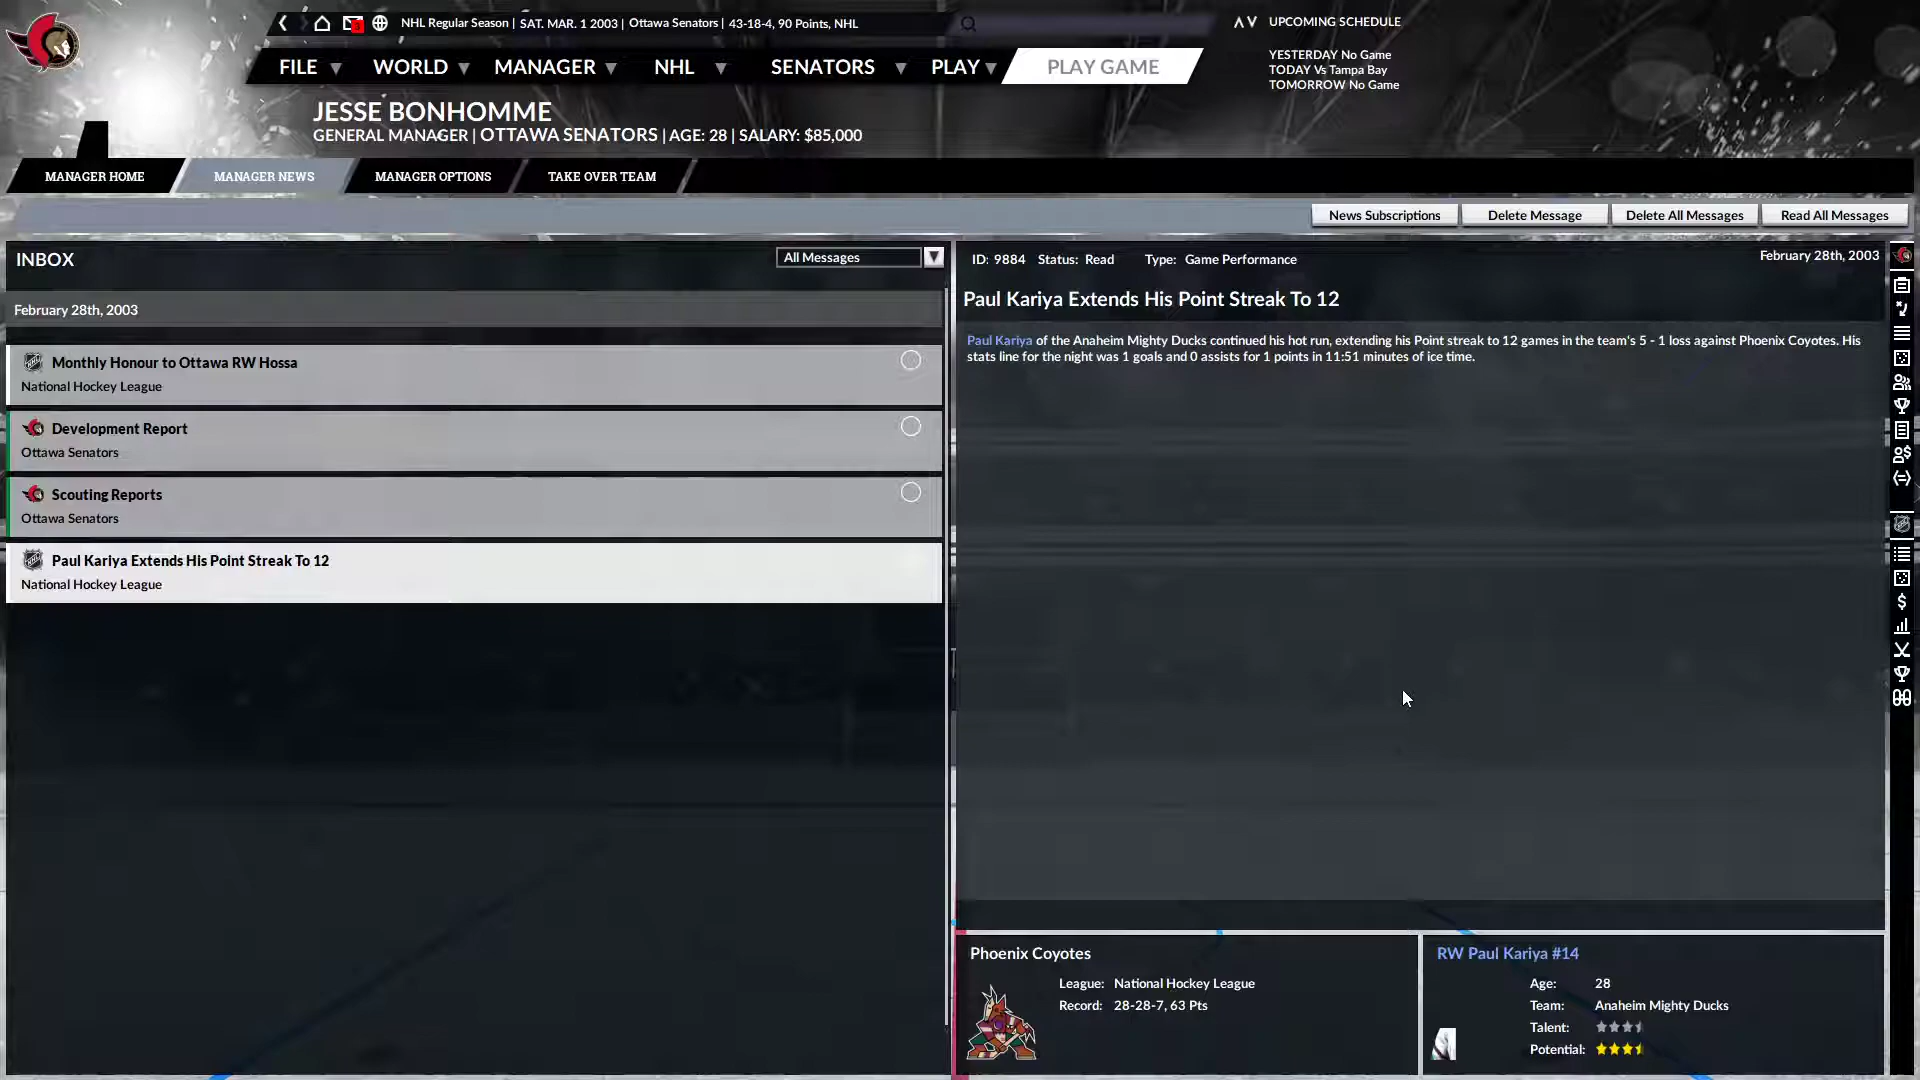 NHL Regular Season | SAT. MAR. 1 2003 | Ottawa Senators | 43-18-4, 90 Points, NHL
UPCOMING SCHEDULE
YESTERDAY No Game
TODAY Vs Tampa Bay
TOMORROW No Game
FILE WORLD MANAGER NHL SENATORS PLAY PLAY GAME
JESSE BONHOMME
GENERAL MANAGER | OTTAWA SENATORS | AGE: 28 | SALARY: $85,000
MANAGER HOME MANAGER NEWS MANAGER OPTIONS TAKE OVER TEAM
News Subscriptions Delete Message Delete All Messages Read All Messages
INBOX All Messages
February 28th, 2003
Monthly Honour to Ottawa RW Hossa
National Hockey League
Development Report
Ottawa Senators
Scouting Reports
Ottawa Senators
Paul Kariya Extends His Point Streak To 12
National Hockey League
ID: 9884 Status: Read Type: Game Performance February 28th, 2003
Paul Kariya Extends His Point Streak To 12
Paul Kariya of the Anaheim Mighty Ducks continued his hot run, extending his Point streak to 12 games in the team's 5 - 1 loss against Phoenix Coyotes. His
stats line for the night was 1 goals and 0 assists for 1 points in 11:51 minutes of ice time.
Phoenix Coyotes
League: National Hockey League
Record: 28-28-7, 63 Pts
RW Paul Kariya #14
Age: 28
Team: Anaheim Mighty Ducks
Talent:
Potential: